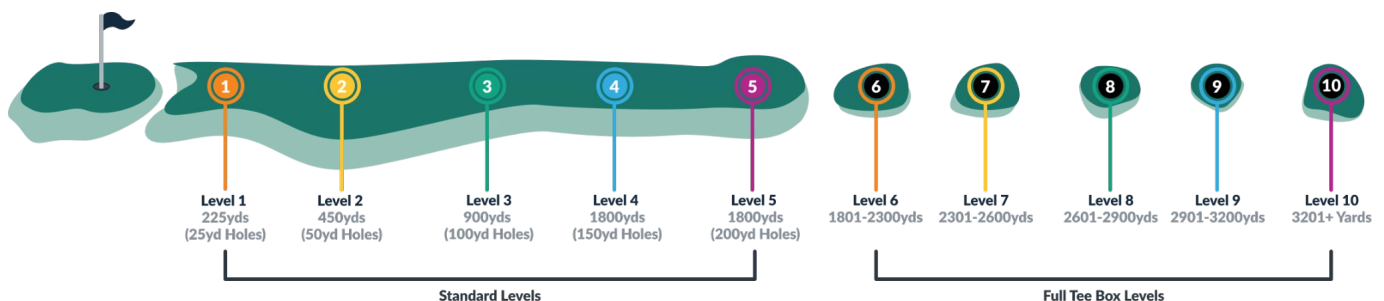 1
2
3
4
5
6
7
8
9
10
Level 1
225yds
(25yd Holes)
Level 2
450yds
(50yd Holes)
Level 3
900yds
(100yd Holes)
Level 4
1800yds
(150yd Holes)
Level 5
1800yds
(200yd Holes)
Level 6
1801-2300yds
Level 7
2301-2600yds
Level 8
2601-2900yds
Level 9
2901-3200yds
Level 10
3201+ Yards
Standard Levels
Full Tee Box Levels